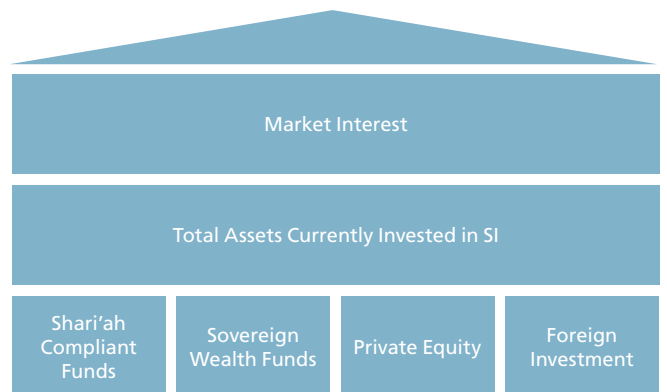 Market Interest
Total Assets Currently Invested in SI
Shari’ah
Compliant
Funds
Sovereign
Wealth Funds
Private Equity
Foreign
Investment